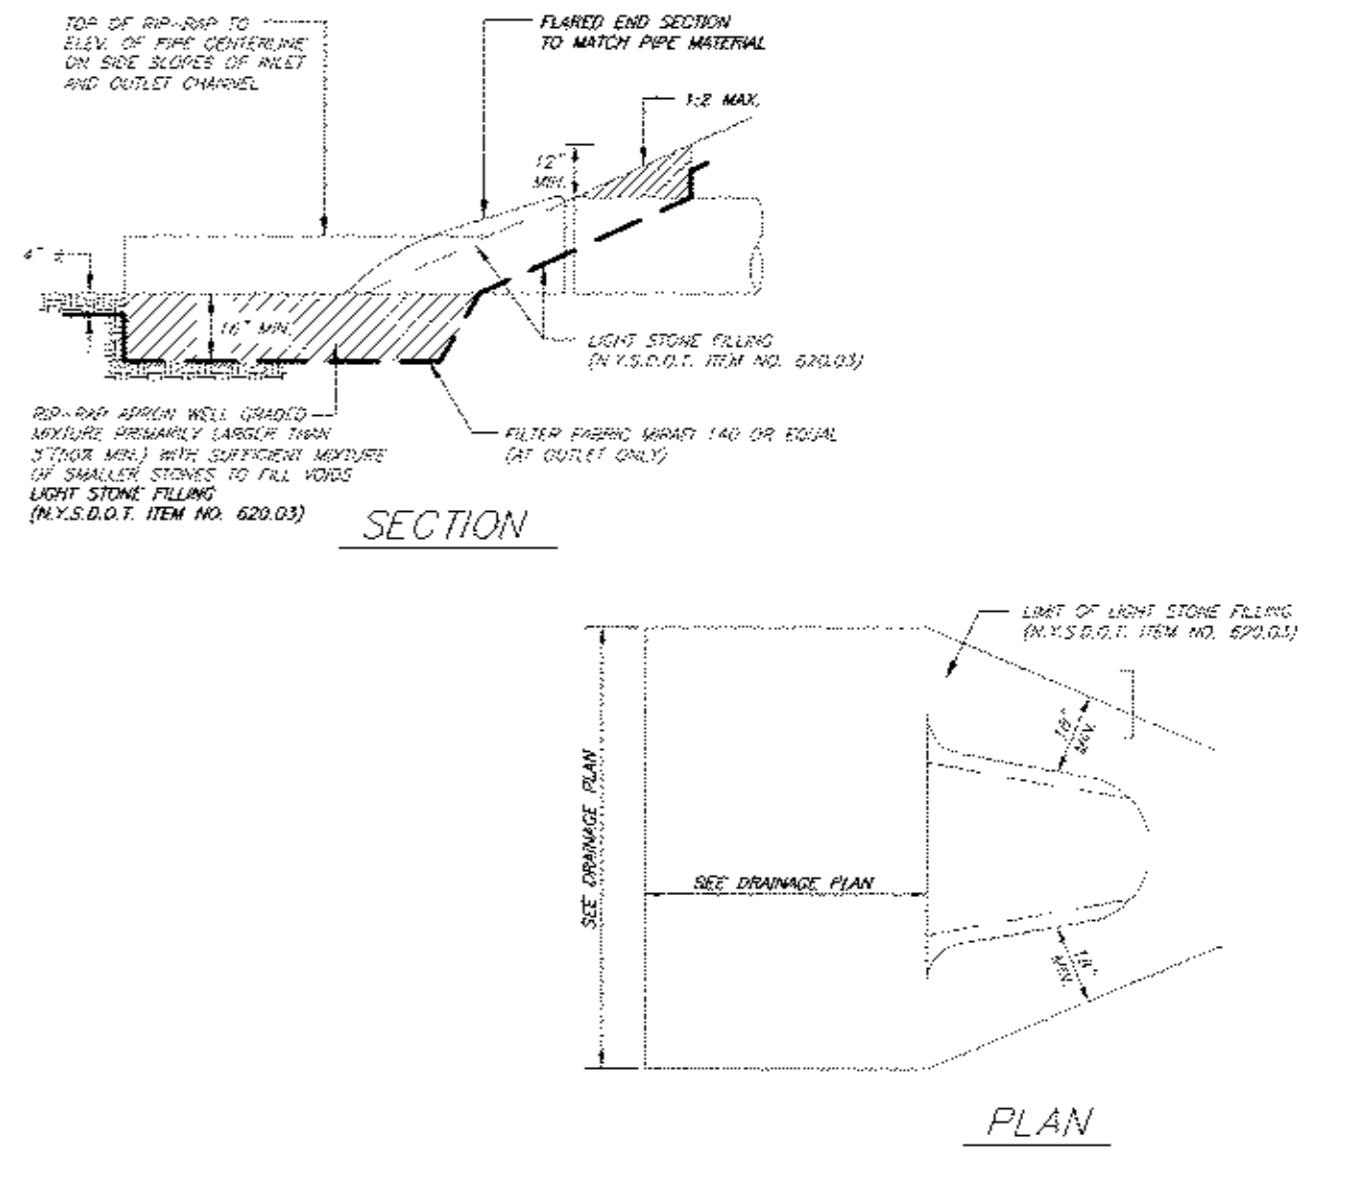 TOP OF RIP-RAP TO
ELEV. OF PIPE CENTERLINE
ON SIDE SLOPES OF INLET
AND OUTLET CHANNEL
FLARED END SECTION
TO MATCH PIPE MATERIAL
1:2 MAX.
12"
MIN.
4" ±
16" MIN.
LIGHT STONE FILLING
(N.Y.S.D.O.T. ITEM NO. 620.03)
RIP-RAP APRON WELL GRADED
MIXTURE PRIMARILY LARGER THAN
3"(50% MIN.) WITH SUFFICIENT MIXTURE
OF SMALLER STONES TO FILL VOIDS
LIGHT STONE FILLING
(N.Y.S.D.O.T. ITEM NO. 620.03)
FILTER FABRIC MIRAFI 140 OR EQUAL
(AT OUTLET ONLY)
SECTION
LIMIT OF LIGHT STONE FILLING
(N.Y.S.D.O.T. ITEM NO. 620.03)
18"
MIN.
SEE DRAINAGE PLAN
SEE DRAINAGE PLAN
18"
MIN.
PLAN